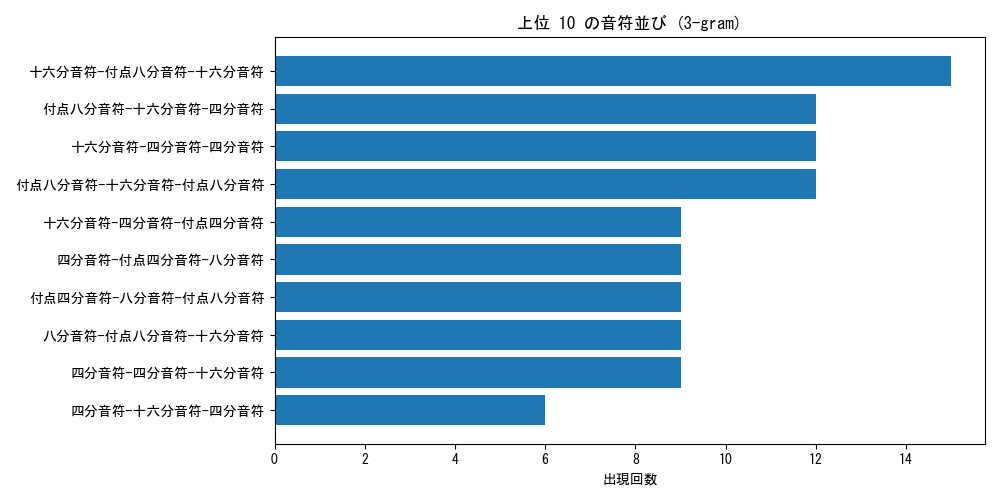 上位 10 の音符並び (3-gram)
十六分音符-付点八分音符-十六分音符
付点八分音符-十六分音符-四分音符
十六分音符-四分音符-四分音符
付点八分音符-十六分音符-付点八分音符
十六分音符-四分音符-付点四分音符
四分音符-付点四分音符-八分音符
付点四分音符-八分音符-付点八分音符
八分音符-付点八分音符-十六分音符
四分音符-四分音符-十六分音符
四分音符-十六分音符-四分音符
0 2 4 6 8 10 12 14
出現回数